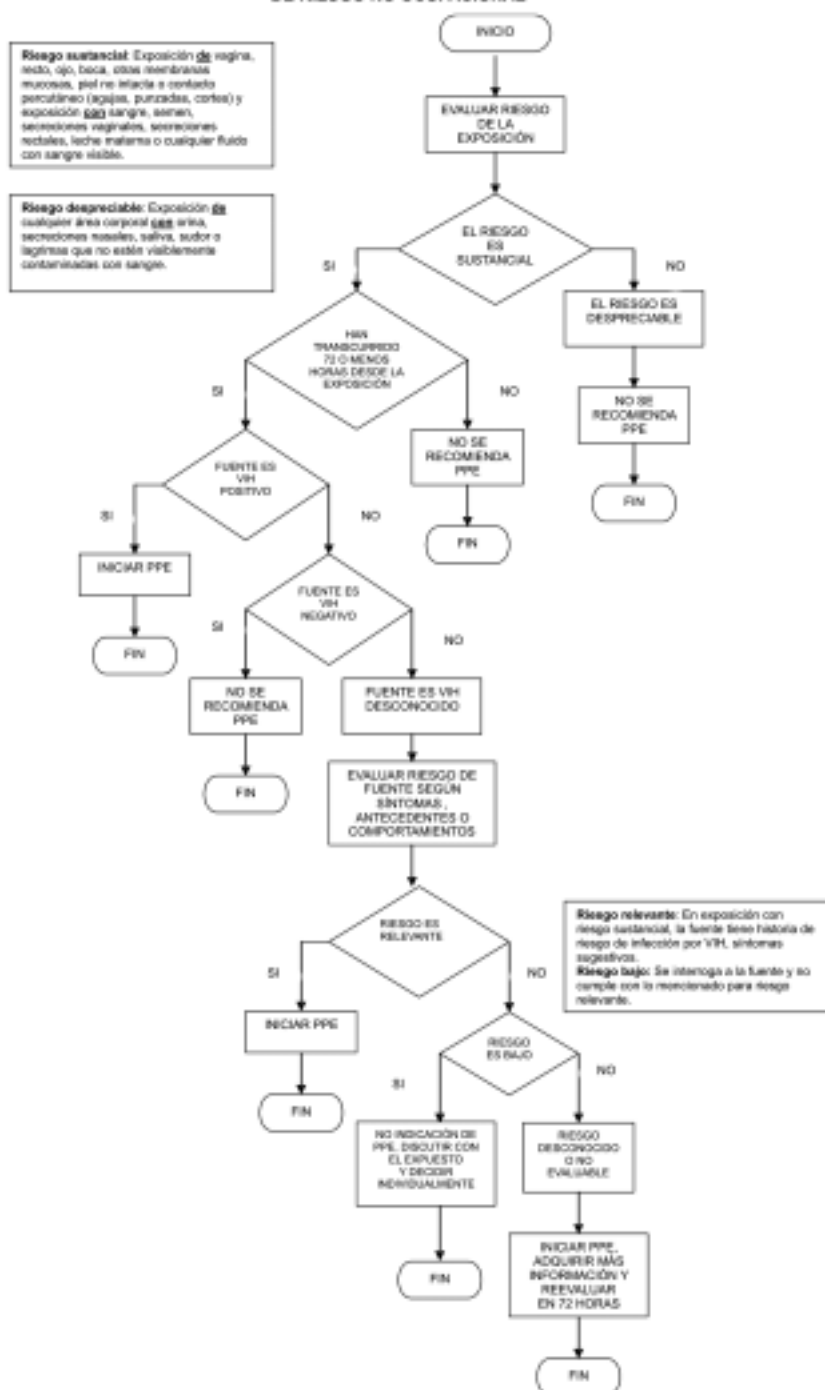 DE RIESGO NO OCUPACIONAL
INICIO
Riesgo sustancial: Exposición de vagina,
recto, ojo, boca, otras membranas
mucosas, piel no intacta o contacto
percutáneo (agujas, punzadas, cortes) y
exposición con sangre, semen,
secreciones vaginales, secreciones
rectales, leche materna o cualquier fluido
con sangre visible.
EVALUAR RIESGO
DE LA
EXPOSICIÓN
Riesgo despreciable: Exposición de
cualquier área corporal con orina,
secreciones nasales, saliva, sudor o
lagrimas que no estén visiblemente
contaminadas con sangre.
EL RIESGO
ES
SUSTANCIAL
SI
NO
HAN
TRANSCURRIDO
72 O MENOS
HORAS DESDE LA
EXPOSICIÓN
EL RIESGO ES
DESPRECIABLE
SI
NO
NO SE
RECOMIENDA
PPE
FIN
NO SE
RECOMIENDA
PPE
FIN
FUENTE ES
VIH
POSITIVO
SI
NO
INICIAR PPE
FIN
FUENTE ES
VIH
NEGATIVO
SI
NO
NO SE
RECOMIENDA
PPE
FIN
FUENTE ES VIH
DESCONOCIDO
EVALUAR RIESGO DE
FUENTE SEGÚN
SÍNTOMAS ,
ANTECEDENTES O
COMPORTAMIENTOS
RIESGO ES
RELEVANTE
Riesgo relevante: En exposición con
riesgo sustancial, la fuente tiene historia de
riesgo de infección por VIH, síntomas
sugestivos.
Riesgo bajo: Se interroga a la fuente y no
cumple con lo mencionado para riesgo
relevante.
SI
NO
INICIAR PPE
FIN
RIESGO
ES BAJO
SI
NO
NO INDICACIÓN DE
PPE, DISCUTIR CON
EL EXPUESTO
Y DECIDIR
INDIVIDUALMENTE
FIN
RIESGO
DESCONOCIDO
O NO
EVALUABLE
INICIAR PPE,
ADQUIRIR MÁS
INFORMACIÓN Y
REEVALUAR
EN 72 HORAS
FIN